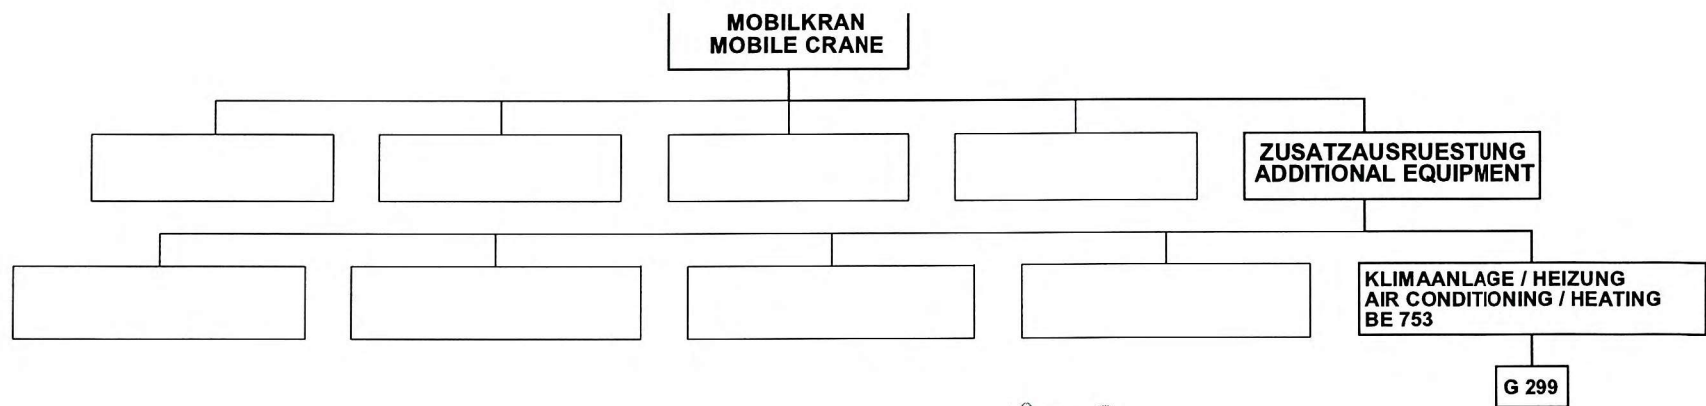 MOBILKRAN
MOBILE CRANE
ZUSATZAUSRUESTUNG
ADDITIONAL EQUIPMENT
KLIMAANLAGE / HEIZUNG
AIR CONDITIONING / HEATING
BE 753
G 299